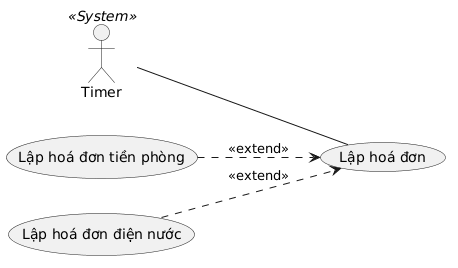 «System»
Timer
Lập hoá đơn tiền phòng
«extend»
Lập hoá đơn
«extend»
Lập hoá đơn điện nước